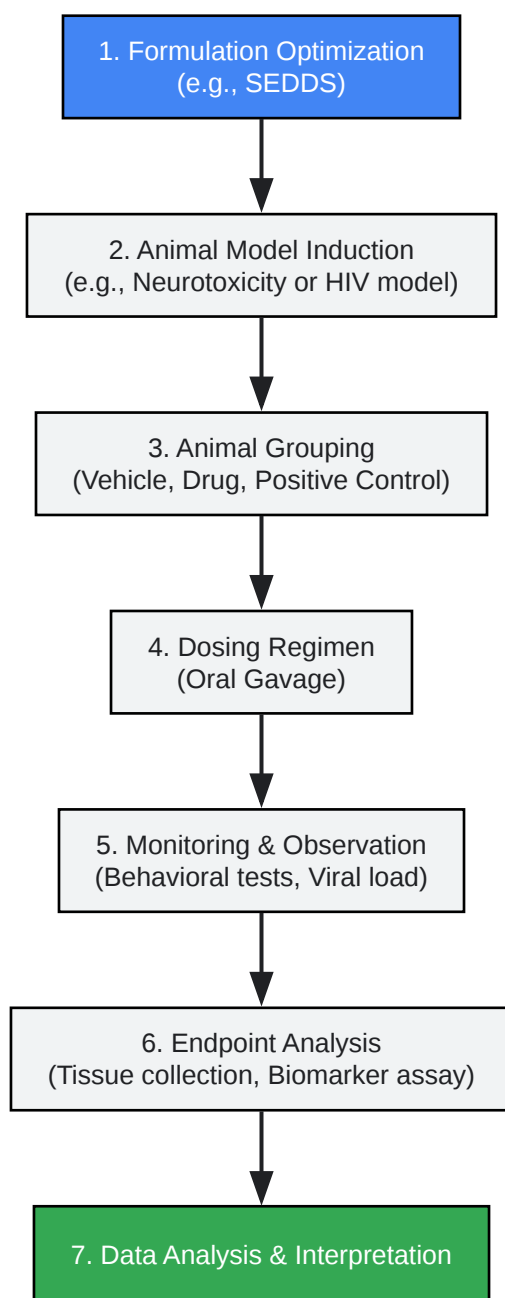 1. Formulation Optimization
(e.g., SEDDS)
2. Animal Model Induction
(e.g., Neurotoxicity or HIV model)
3. Animal Grouping
(Vehicle, Drug, Positive Control)
4. Dosing Regimen
(Oral Gavage)
5. Monitoring & Observation
(Behavioral tests, Viral load)
6. Endpoint Analysis
(Tissue collection, Biomarker assay)
7. Data Analysis & Interpretation